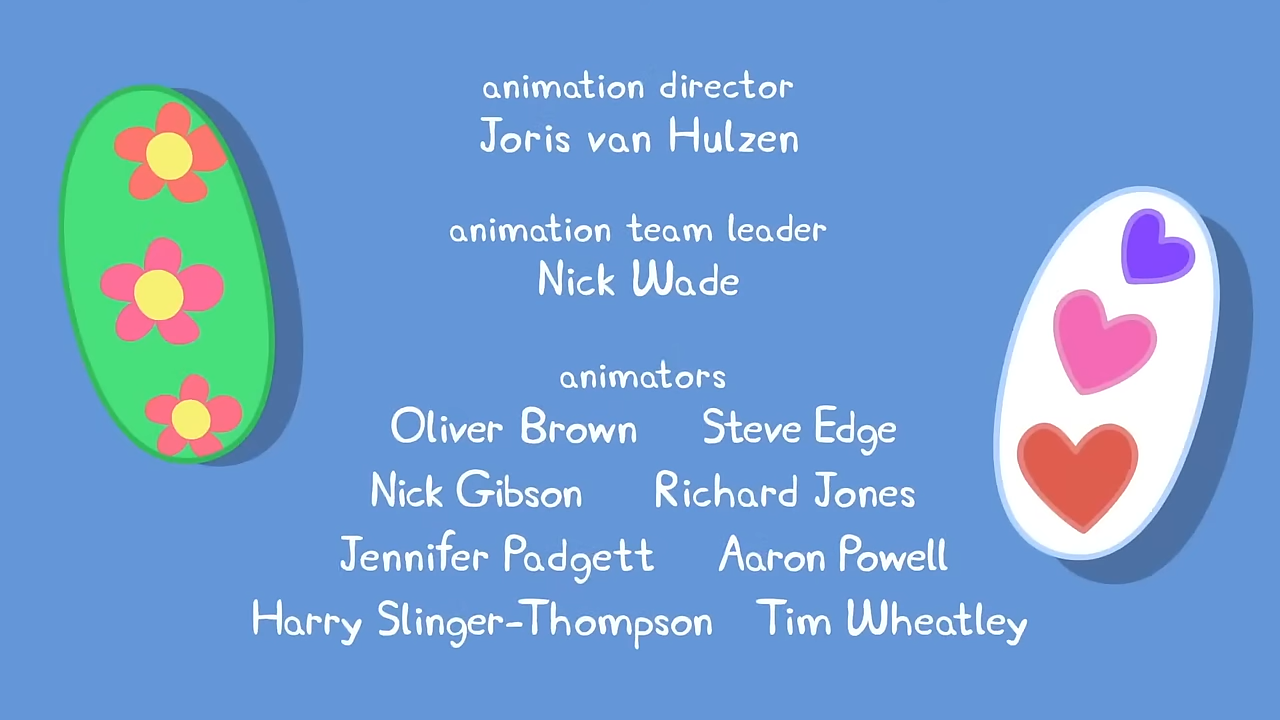 animation director
Joris van Hulzen
animation team leader
Nick Wade
animators
Oliver Brown Steve Edge
Nick Gibson Richard Jones
Jennifer Padgett Aaron Powell
Harry Slinger-Thompson Tim Wheatley